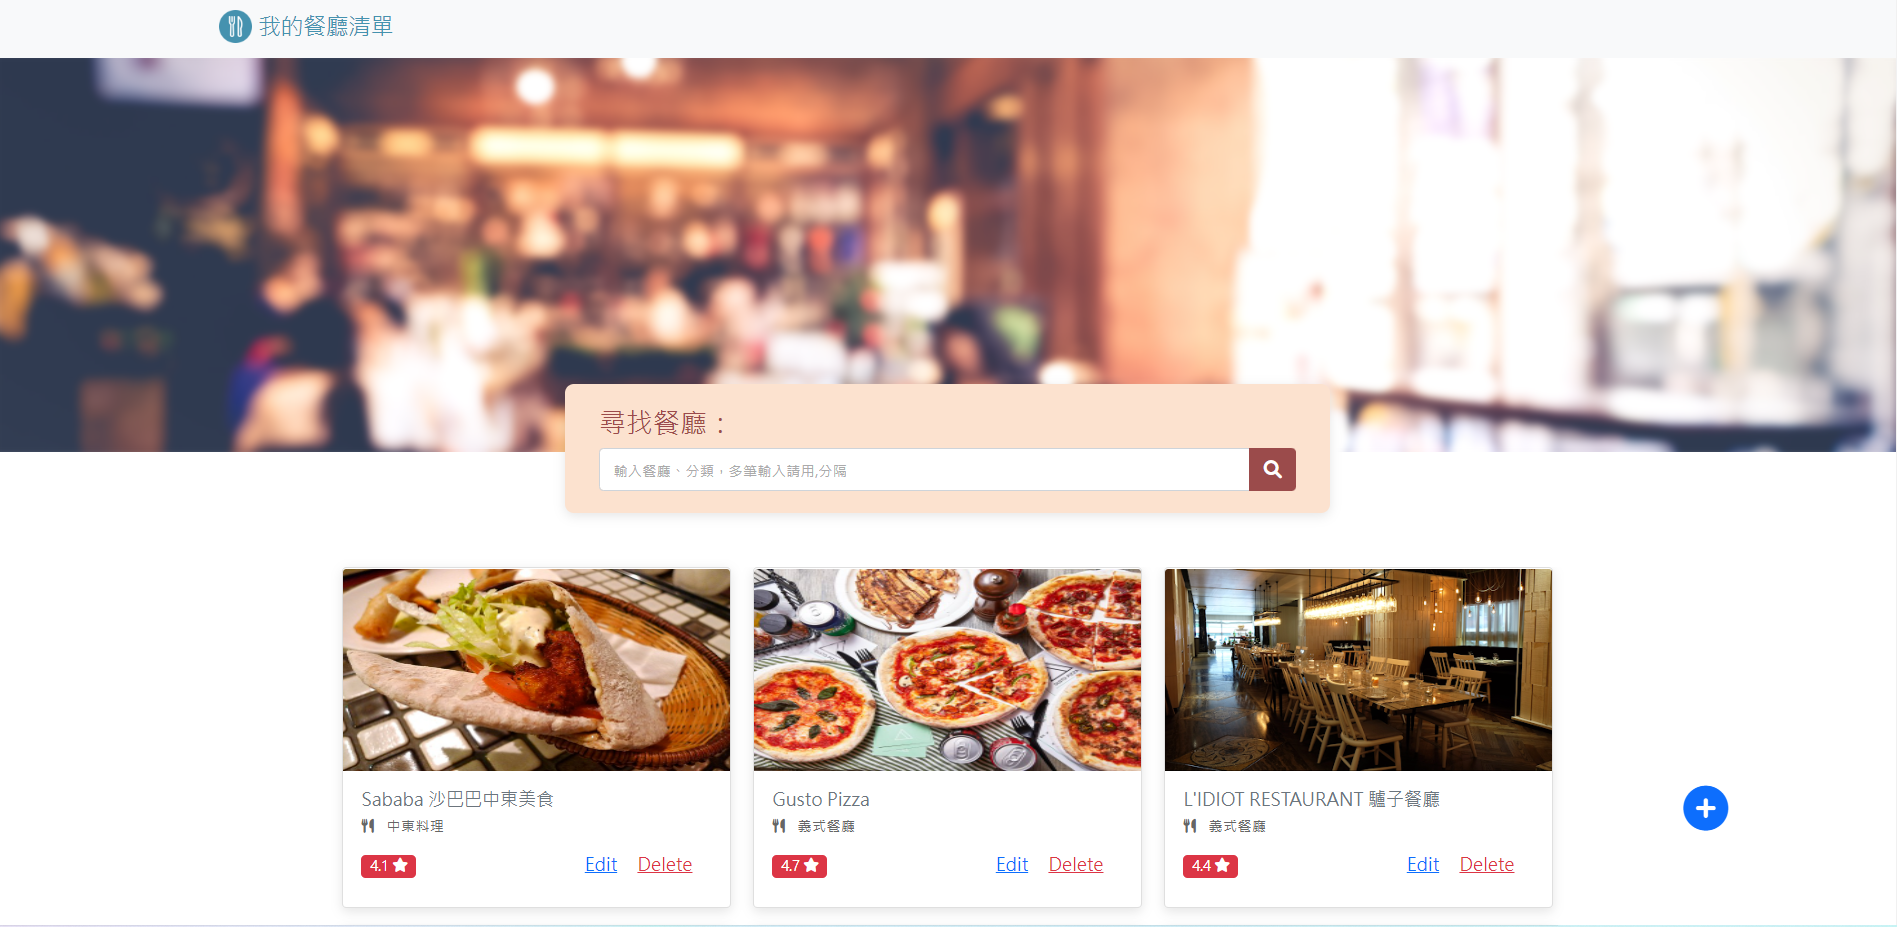 我的餐廳清單
尋找餐廳：
輸入餐廳、分類，多筆輸入請用,分隔
Sababa 沙巴巴中東美食
中東料理
4.1
Edit Delete
Gusto Pizza
義式餐廳
4.7
Edit Delete
L'IDIOT RESTAURANT 驢子餐廳
義式餐廳
4.4
Edit Delete